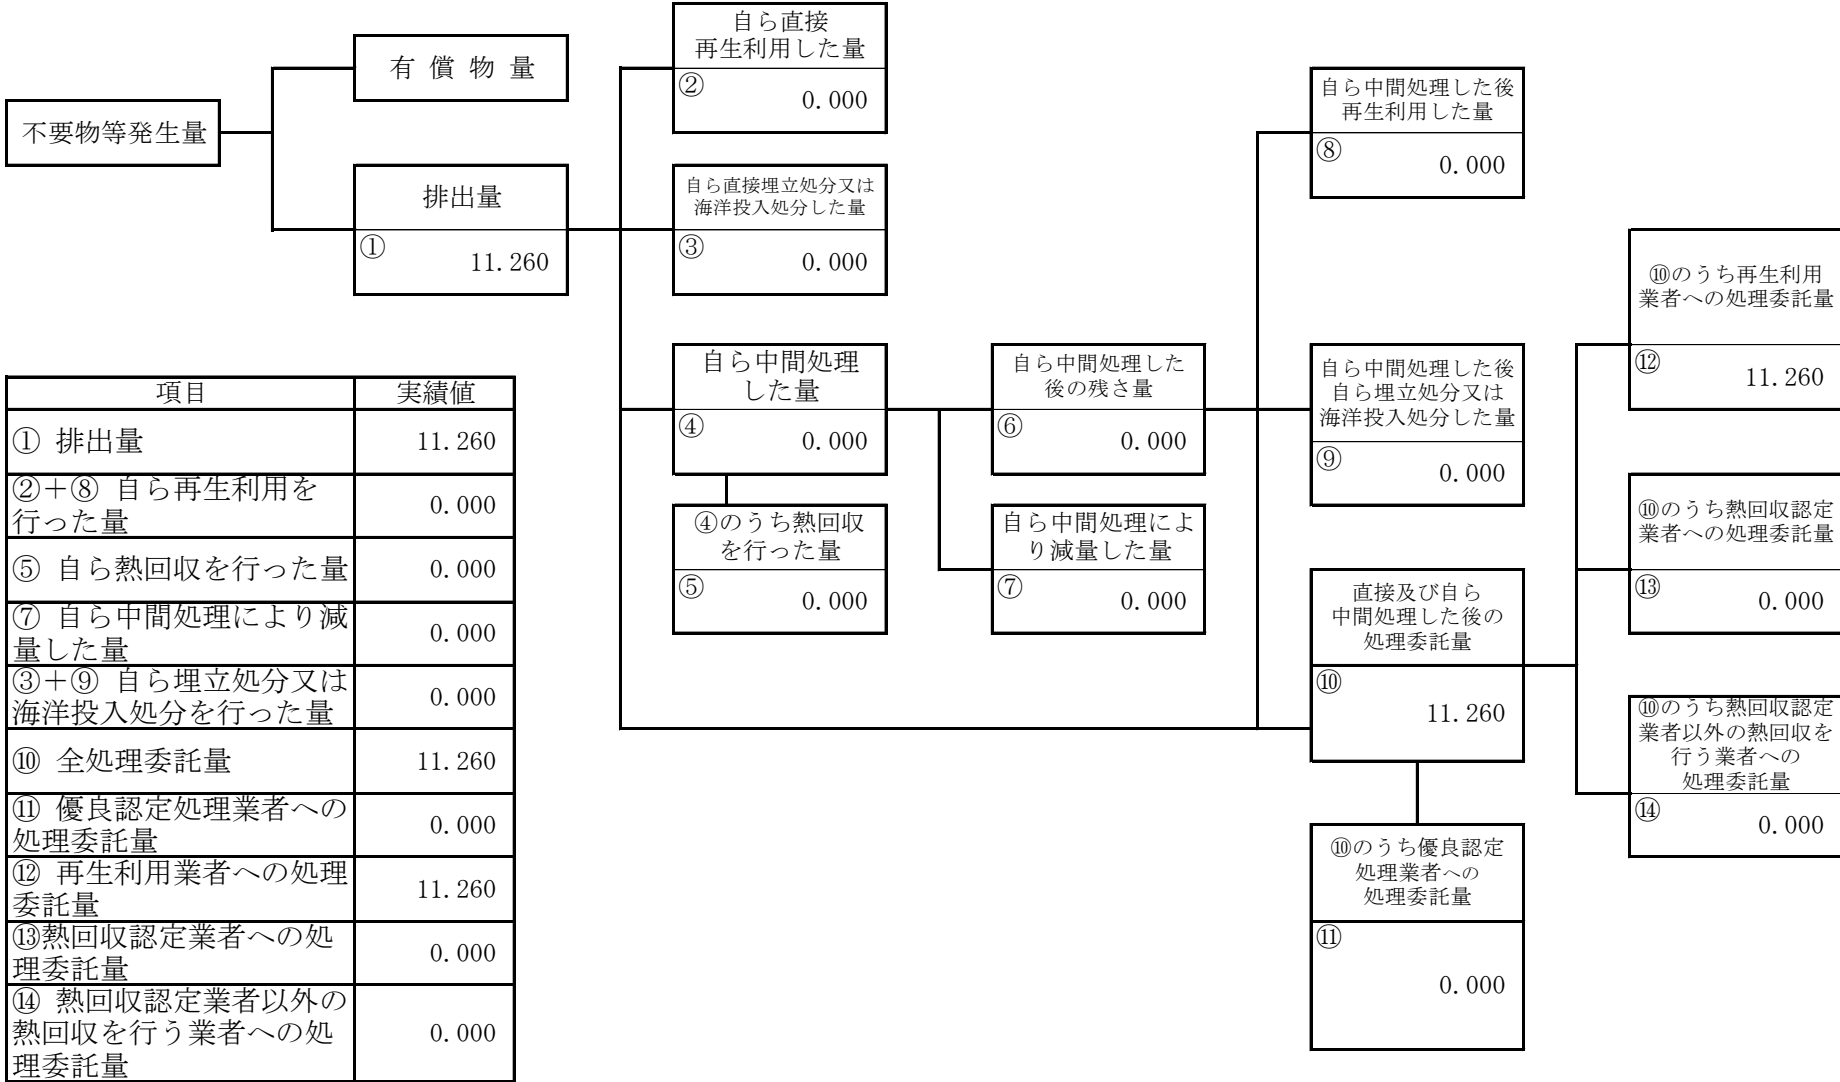 不要物等発生量
有 償 物 量
排出量
①
11.260
自ら直接
再生利用した量
②
0.000
自ら直接埋立処分又は
海洋投入処分した量
③
0.000
自ら中間処理
した量
④
0.000
④のうち熱回収
を行った量
⑤
0.000
自ら中間処理した
後の残さ量
⑥
0.000
自ら中間処理によ
り減量した量
⑦
0.000
自ら中間処理した後
再生利用した量
⑧
0.000
自ら中間処理した後
自ら埋立処分又は
海洋投入処分した量
⑨
0.000
直接及び自ら
中間処理した後の
処理委託量
⑩
11.260
⑩のうち優良認定
処理業者への
処理委託量
⑪
0.000
⑩のうち再生利用
業者への処理委託量
⑫
11.260
⑩のうち熱回収認定
業者への処理委託量
⑬
0.000
⑩のうち熱回収認定
業者以外の熱回収を
行う業者への
処理委託量
⑭
0.000
項目 実績値
① 排出量 11.260
②＋⑧ 自ら再生利用を
行った量 0.000
⑤ 自ら熱回収を行った量 0.000
⑦ 自ら中間処理により減
量した量 0.000
③＋⑨ 自ら埋立処分又は
海洋投入処分を行った量 0.000
⑩ 全処理委託量 11.260
⑪ 優良認定処理業者への
処理委託量 0.000
⑫ 再生利用業者への処理
委託量 11.260
⑬熱回収認定業者への処
理委託量 0.000
⑭ 熱回収認定業者以外の
熱回収を行う業者への処
理委託量 0.000